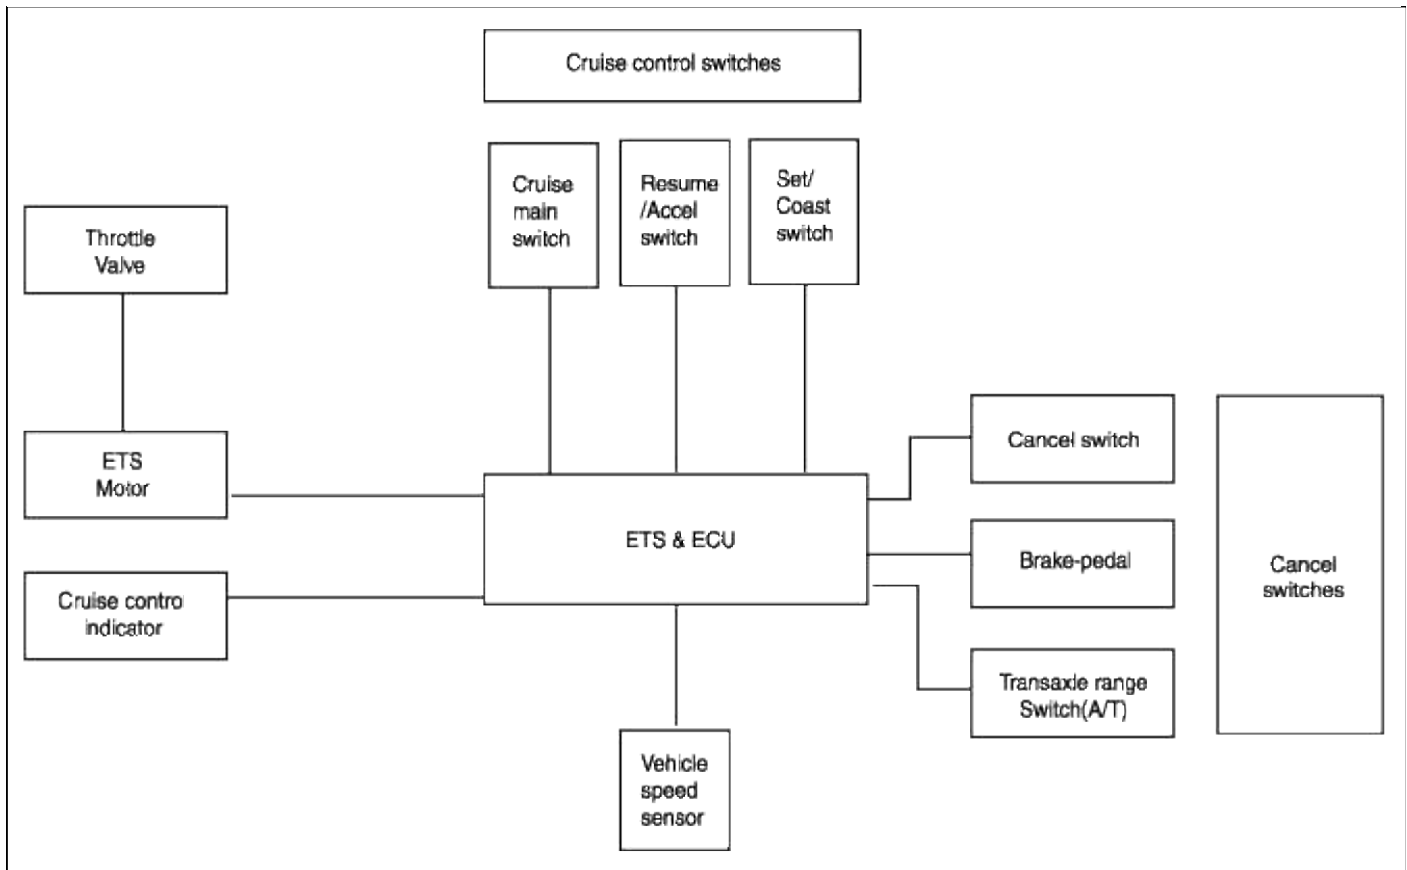 Cruise control switches
Cruise
main
switch
Resume
/Accel
switch
Set/
Coast
switch
Throttle
Valve
ETS
Motor
Cruise contro
indicator
ETS & ECU
Cancel switch
Brake-pedal
Transaxle range
Switch(A/T)
Cancel
switches
Vehicle
speed
sensor